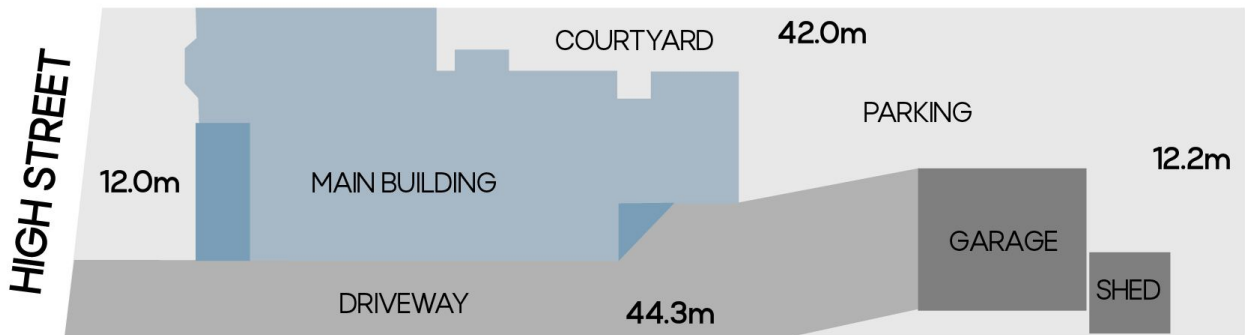 HIGH STREET
COURTYARD
42.0m
PARKING
12.2m
12.0m
MAIN BUILDING
GARAGE
SHED
DRIVEWAY
44.3m